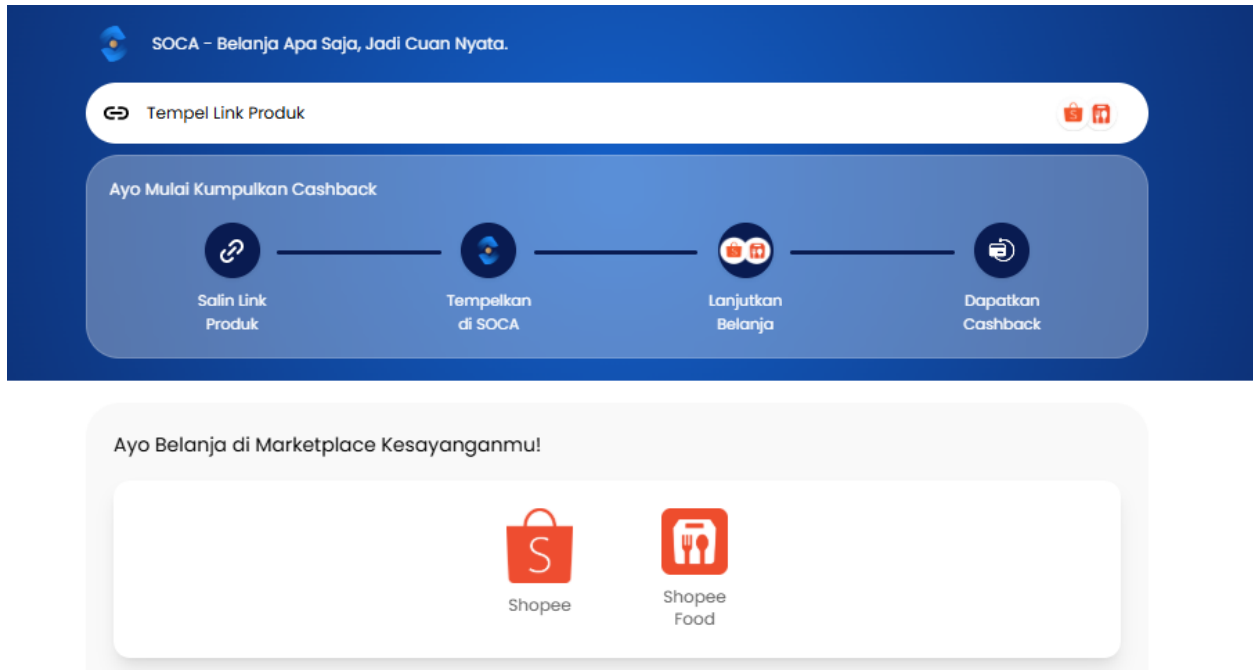 SOCA - Belanja Apa Saja, Jadi Cuan Nyata.
Tempel Link Produk
Ayo Mulai Kumpulkan Cashback
Salin Link
Produk
Tempelkan
di SOCA
Lanjutkan
Belanja
Dapatkan
Cashback
Ayo Belanja di Marketplace Kesayanganmu!
S
Shopee
Shopee
Food